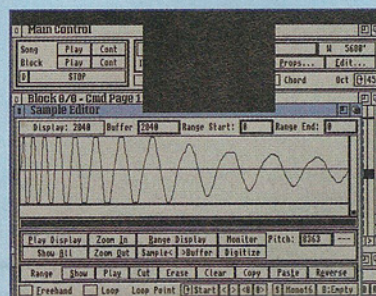 Main Control
Song Play Cont
Block Play Cont
STOP
Props... Edit...
Chord Oct
Block 0/0 - Cmd Page 1
Sample Editor
Display: 2040 Buffer 2040 Range Start: 0 Range End: 0
Play Display Zoom In Range Display Monitor Pitch: 8363 ---
Show All Zoom Out Sample< >Buffer Digitize
Range Show Play Cut Erase Clear Copy Paste Reverse
Freehand Loop Loop Point Start < > < >